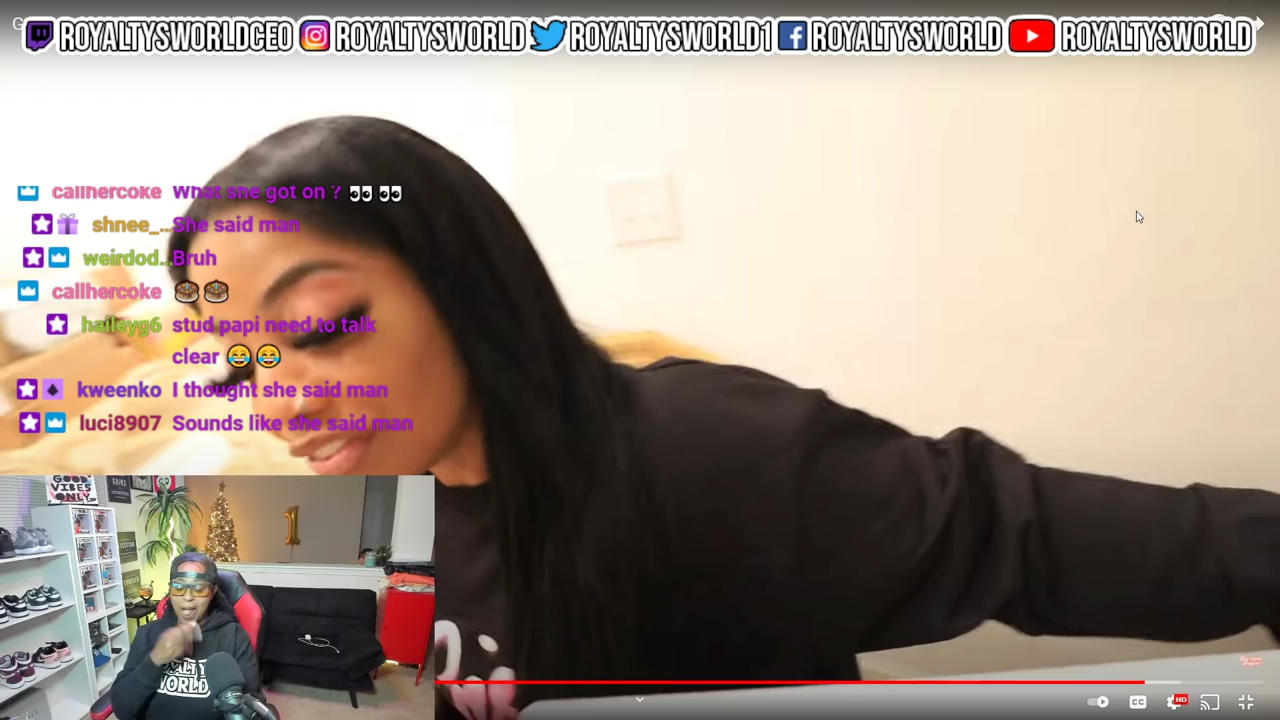 ROYALTYSWORLDCEO ROYALTYSWORLD ROYALTYSWORLD1 ROYALTYSWORLD ROYALTYSWORLD
callhercoke What she got on ? 👀 👀
shnee_... She said man
weirdod... Bruh
callhercoke 🎂 🎂
haileyg6 stud papi need to talk
clear 😂 😂
kweenko I thought she said man
luci8907 Sounds like she said man
GOOD
VIBES
ONLY
ROYALTY
WORLD
CC HD